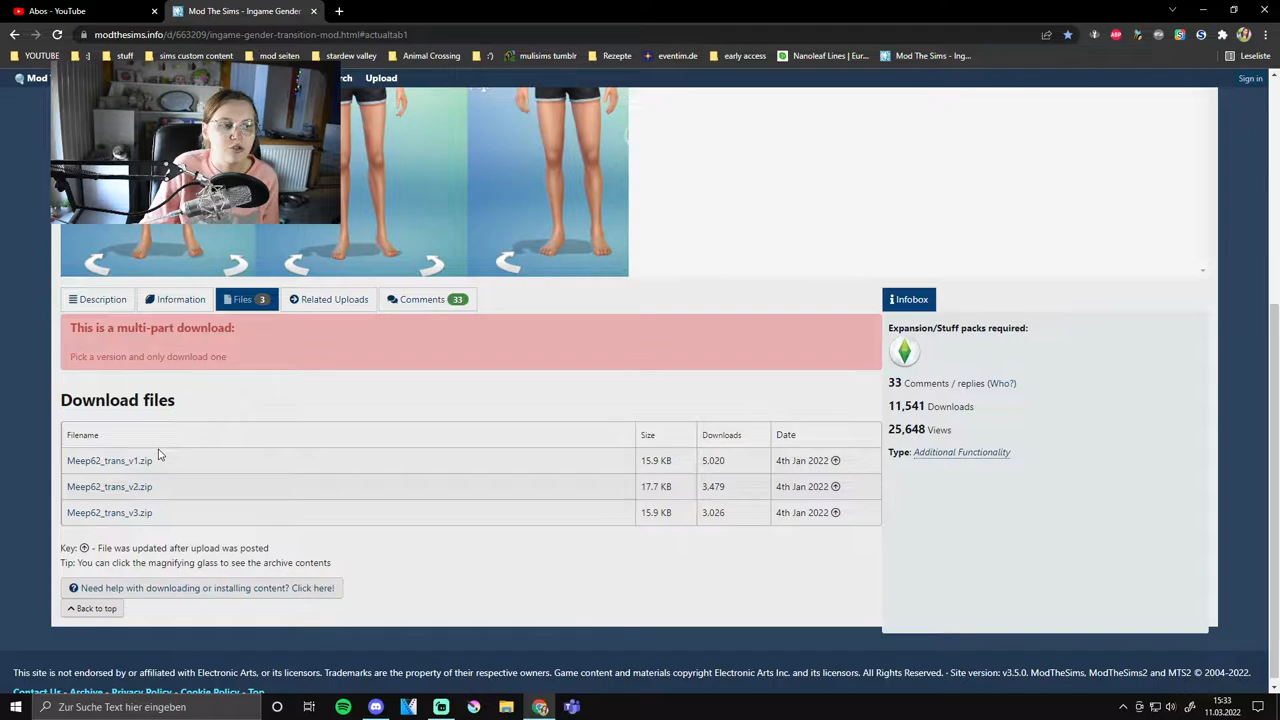 Abos - YouTube
Mod The Sims - Ingame Gender
modthesims.info/d/663209/ingame-gender-transition-mod.html#actualtab1
YOUTUBE
:)
stuff
sims custom content
mod seiten
stardew valley
Animal Crossing
:')
mulisims tumblr
Rezepte
eventim.de
early access
Nanoleaf Lines | Eur...
Mod The Sims - Ing...
Leseliste
Upload
Sign in
Description
Information
Files 3
Related Uploads
Comments 33
Infobox
This is a multi-part download:
Pick a version and only download one
Expansion/Stuff packs required:
33 Comments / replies (Who?)
11,541 Downloads
25,648 Views
Type: Additional Functionality
Download files
Filename Size Downloads Date
Meep62_trans_v1.zip 15.9 KB 5,020 4th Jan 2022
Meep62_trans_v2.zip 17.7 KB 3,479 4th Jan 2022
Meep62_trans_v3.zip 15.9 KB 3,026 4th Jan 2022
Key: - File was updated after upload was posted
Tip: You can click the magnifying glass to see the archive contents
Need help with downloading or installing content? Click here!
Back to top
This site is not endorsed by or affiliated with Electronic Arts, or its licensors. Trademarks are the property of their respective owners. Game content and materials copyright Electronic Arts Inc. and its licensors. All Rights Reserved. - Site version: v3.5.0. ModTheSims, ModTheSims2 and MTS2 © 2004-2022.
Contact Us - Archive - Privacy Policy - Cookie Policy - Top
Zur Suche Text hier eingeben
15:33
11.03.2022